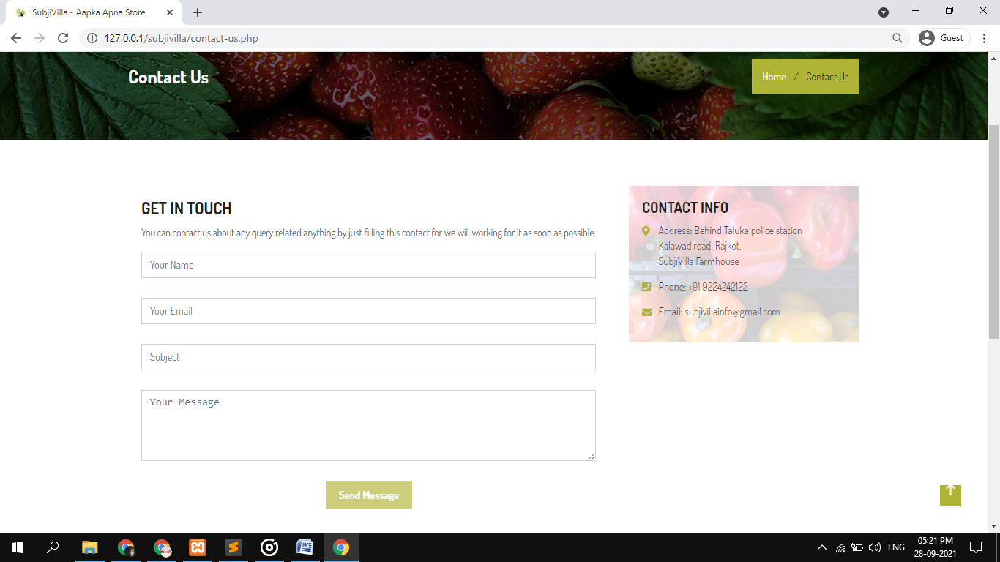 SubjiVilla - Aapka Apna Store
127.0.0.1/subjivilla/contact-us.php
Guest
Contact Us
Home / Contact Us
GET IN TOUCH
You can contact us about any query related anything by just filling this contact for we will working for it as soon as possible.
Your Name
Your Email
Subject
Your Message
Send Message
CONTACT INFO
Address: Behind Taluka police station
Kalawad road, Rajkot,
SubjiVilla Farmhouse
Phone: +91 9224242122
Email: subjivillainfo@gmail.com
ENG
05:21 PM
28-09-2021